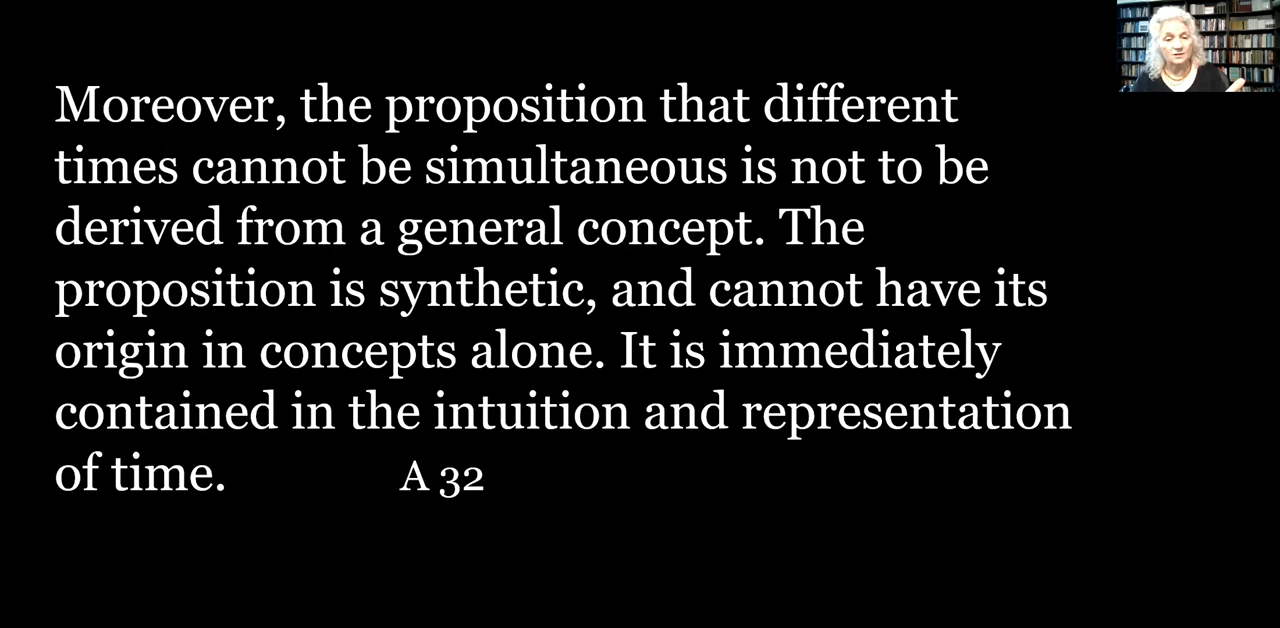 Moreover, the proposition that different
times cannot be simultaneous is not to be
derived from a general concept. The
proposition is synthetic, and cannot have its
origin in concepts alone. It is immediately
contained in the intuition and representation
of time. A 32